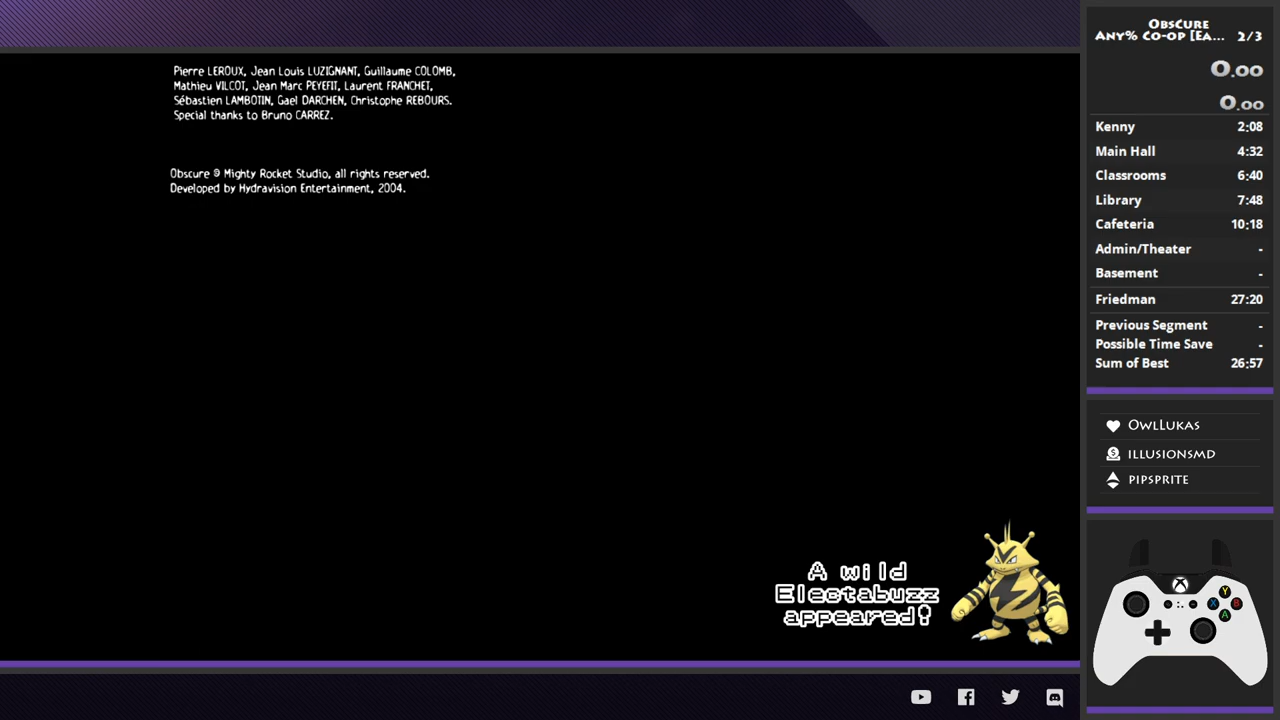 Pierre LEROUX, Jean Louis LUZIGNANT, Guillaume COLOMB,
Mathieu VILCOT, Jean Marc PEYEFIT, Laurent FRANCHET,
Sébastien LAMBOTIN, Gael DARCHEN, Christophe REBOURS.
Special thanks to Bruno CARREZ.
Obscure @ Mighty Rocket Studio, all rights reserved.
Developed by Hydravision Entertainment, 2004.
A wild
Electabuzz
appeared!
ObsCure
Any% Co-op [Ea... 2/3
0.00
0.00
Kenny 2:08
Main Hall 4:32
Classrooms 6:40
Library 7:48
Cafeteria 10:18
Admin/Theater -
Basement -
Friedman 27:20
Previous Segment -
Possible Time Save -
Sum of Best 26:57
OwlLukas
illusionsmd
pipsprite
Y
X B
A